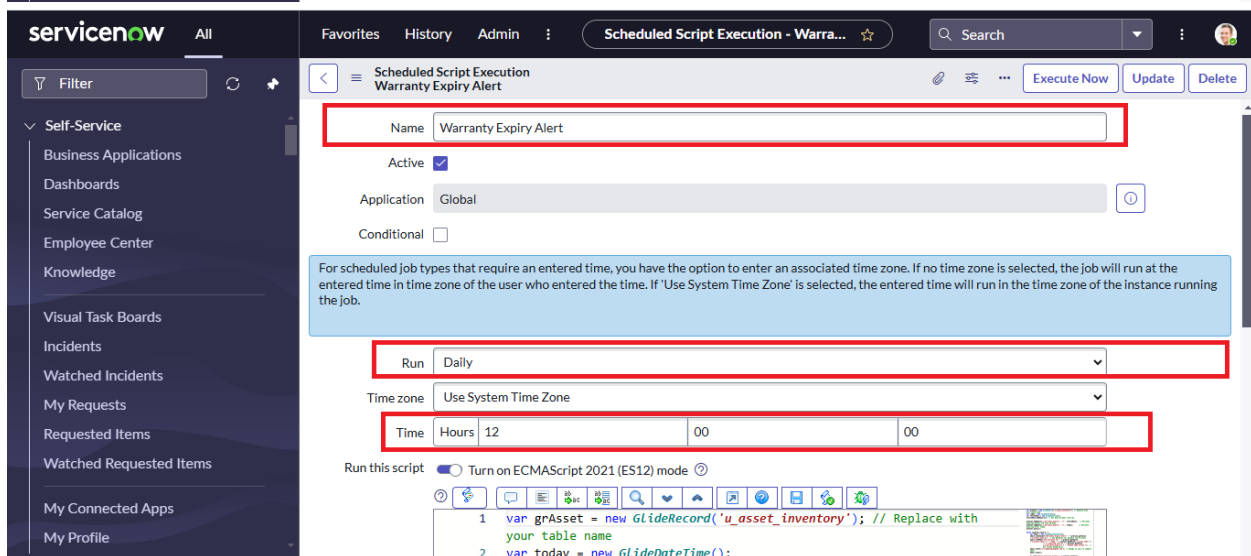 servicenow
All
Favorites
History
Admin
Scheduled Script Execution - Warra...
Search
Filter
Scheduled Script Execution
Warranty Expiry Alert
Execute Now
Update
Delete
Self-Service
Business Applications
Dashboards
Service Catalog
Employee Center
Knowledge
Visual Task Boards
Incidents
Watched Incidents
My Requests
Requested Items
Watched Requested Items
My Connected Apps
My Profile
Name Warranty Expiry Alert
Active
Application Global
Conditional
For scheduled job types that require an entered time, you have the option to enter an associated time zone. If no time zone is selected, the job will run at the
entered time in time zone of the user who entered the time. If 'Use System Time Zone' is selected, the entered time will run in the time zone of the instance running
the job.
Run Daily
Time zone Use System Time Zone
Time Hours 12 00 00
Run this script Turn on ECMAScript 2021 (ES12) mode
1 var grAsset = new GlideRecord('u_asset_inventory'); // Replace with
your table name
2 var today = new GlideDateTime();